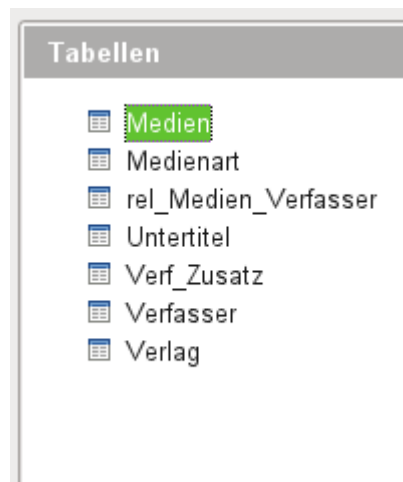 Tabellen
Medien
Medienart
rel_Medien_Verfasser
Untertitel
Verf_Zusatz
Verfasser
Verlag